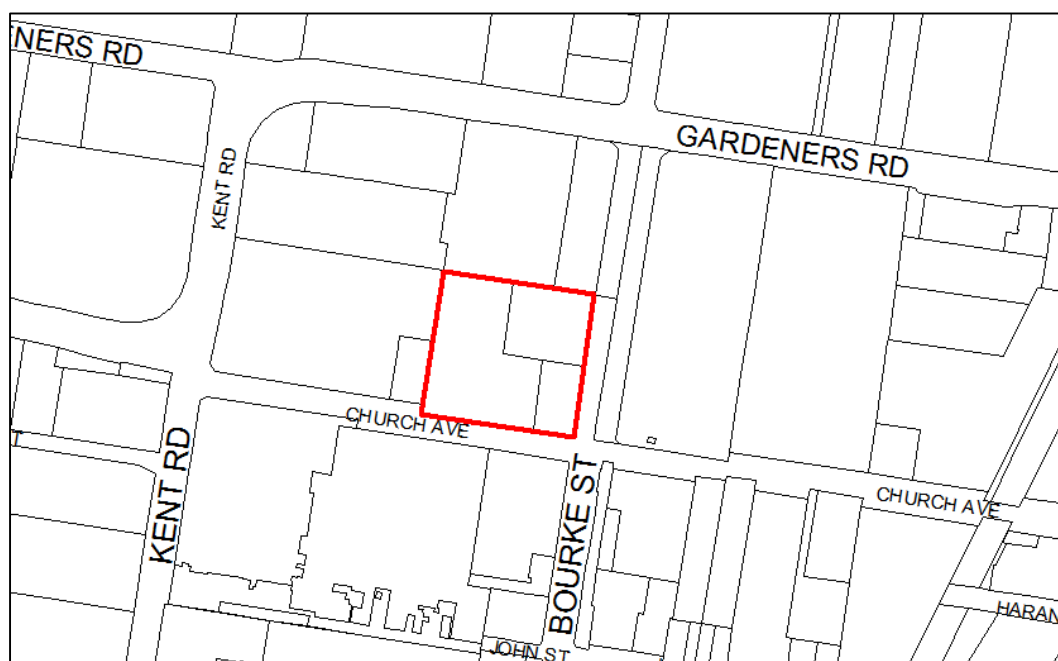 NERS RD
GARDENERS RD
KENT RD
CHURCH AVE
KENT RD
BOURKE ST
CHURCH AVE
HARAN
JOHN ST
T